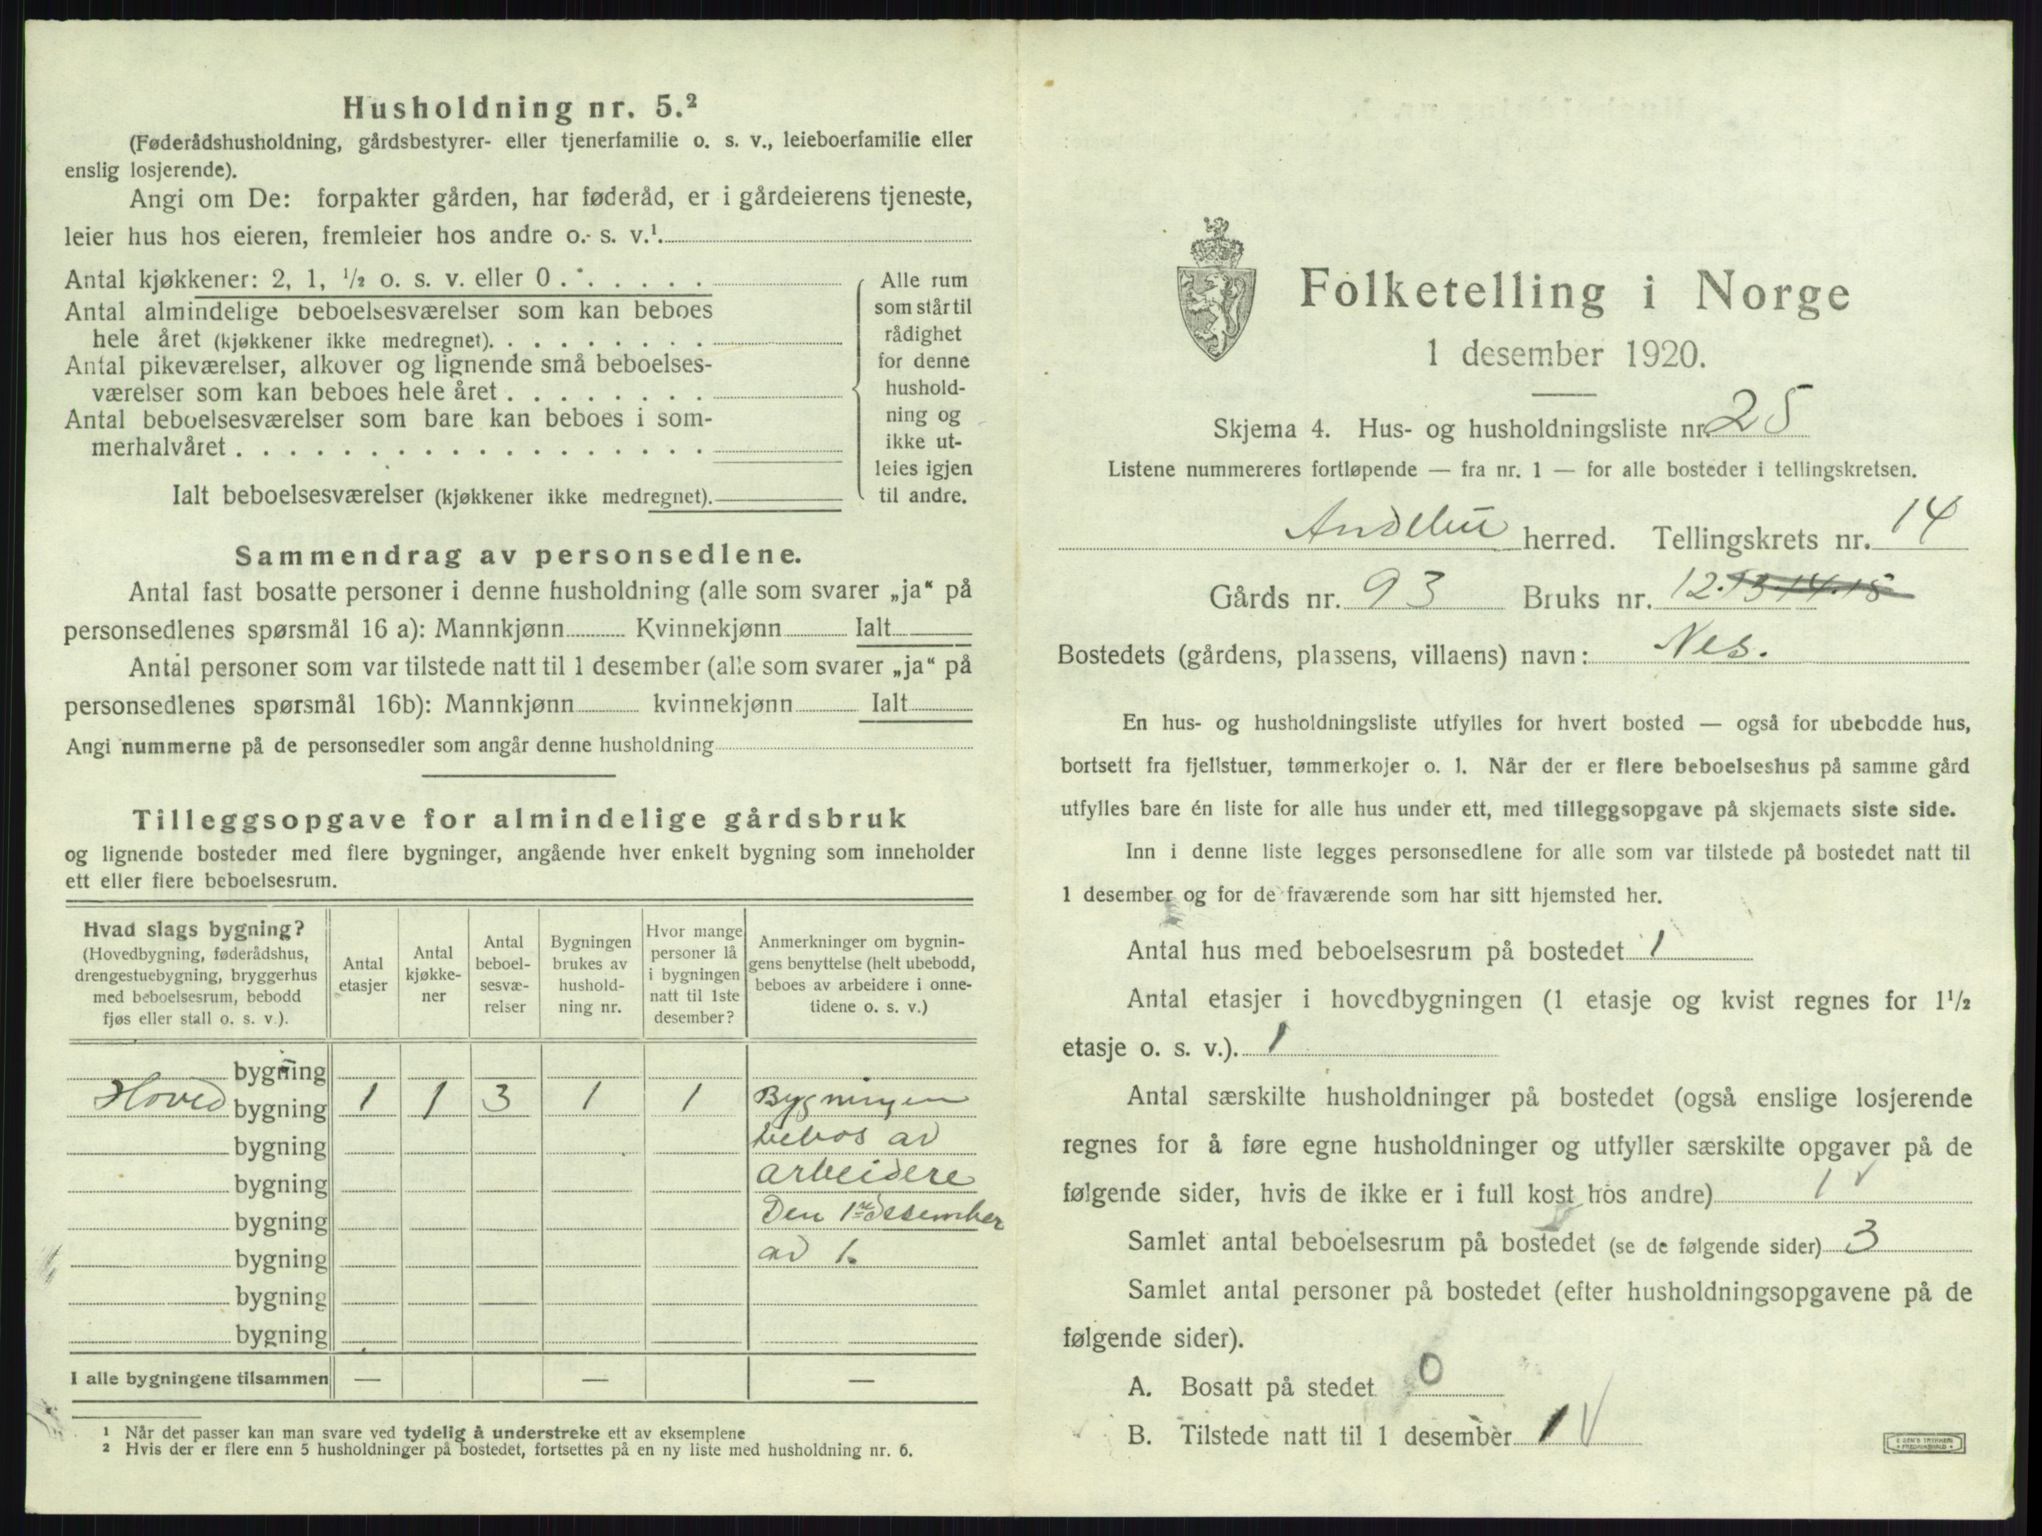 Husholdning nr. 5.²
(Føderådshusholdning, gårdsbestyrer- eller tjenerfamilie o. s. v., leieboerfamilie eller
enslig losjerende).
Angi om De: forpakter gården, har føderåd, er i gårdeierens tjeneste,
leier hus hos eieren, fremleier hos andre o. s. v.¹.
Antal kjøkkener: 2, 1, ½ o. s. v. eller 0 . . . . . .
Antal almindelige beboelsesværelser som kan beboes
hele året (kjøkkener ikke medregnet). . . . . . . . .
Antal pikeværelser, alkover og lignende små beboelses-
værelser som kan beboes hele året . . . . . . . .
Antal beboelsesværelser som bare kan beboes i som-
merhalvåret . . . . . . . . . . . . . . . . . .
Ialt beboelsesværelser (kjøkkener ikke medregnet).
Alle rum
som står til
rådighet
for denne
hushold-
ning og
ikke ut-
leies igjen
til andre.
Sammendrag av personsedlene.
Antal fast bosatte personer i denne husholdning (alle som svarer „ja“ på
personsedlenes spørsmål 16 a): Mannkjønn Kvinnekjønn Ialt
Antal personer som var tilstede natt til 1 desember (alle som svarer „ja“ på
personsedlenes spørsmål 16b): Mannkjønn kvinnekjønn Ialt
Angi nummerne på de personsedler som angår denne husholdning
Tilleggsopgave for almindelige gårdsbruk
og lignende bosteder med flere bygninger, angående hver enkelt bygning som inneholder
ett eller flere beboelsesrum.
Hvad slags bygning?
(Hovedbygning, føderådshus,
drengestuebygning, bryggerhus
med beboelsesrum, bebodd
fjøs eller stall o. s. v.).
Antal
etasjer
Antal
kjøkke-
ner
Antal
beboel-
sesvæ-
relser
Bygningen
brukes av
hushold-
ning nr.
Hvor mange
personer lå
i bygningen
natt til 1ste
desember?
Anmerkninger om bygnin-
gens benyttelse (helt ubebodd,
beboes av arbeidere i onne-
tidene o. s. v.)
bygning
Hoved bygning 1 1 3 1 1 Bygningen
bygning bebos av
bygning arbeidere
bygning Den 1ste desember
bygning av 1.
bygning
bygning
I alle bygningene tilsammen — — —
¹ Når det passer kan man svare ved tydelig å understreke ett av eksemplene
² Hvis der er flere enn 5 husholdninger på bostedet, fortsettes på en ny liste med husholdning nr. 6.
Folketelling i Norge
1 desember 1920.
Skjema 4. Hus- og husholdningsliste nr. 25
Listene nummereres fortløpende — fra nr. 1 — for alle bosteder i tellingskretsen.
Andebu herred. Tellingskrets nr. 14
Gårds nr. 93 Bruks nr. 12.13.14.15
Bostedets (gårdens, plassens, villaens) navn: Nes.
En hus- og husholdningsliste utfylles for hvert bosted — også for ubebodde hus,
bortsett fra fjellstuer, tømmerkojer o. l. Når der er flere beboelseshus på samme gård
utfylles bare én liste for alle hus under ett, med tilleggsopgave på skjemaets siste side.
Inn i denne liste legges personsedlene for alle som var tilstede på bostedet natt til
1 desember og for de fraværende som har sitt hjemsted her.
Antal hus med beboelsesrum på bostedet 1
Antal etasjer i hovedbygningen (1 etasje og kvist regnes for 1½
etasje o. s. v.). 1
Antal særskilte husholdninger på bostedet (også enslige losjerende
regnes for å føre egne husholdninger og utfyller særskilte opgaver på de
følgende sider, hvis de ikke er i full kost hos andre) 1 ✓
Samlet antal beboelsesrum på bostedet (se de følgende sider) 3
Samlet antal personer på bostedet (efter husholdningsopgavene på de
følgende sider).
A. Bosatt på stedet 0
B. Tilstede natt til 1 desember 1 ✓